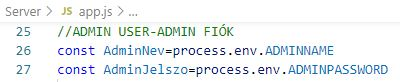 Server > JS app.js > ...
25 //ADMIN USER-ADMIN FIÓK
26 const AdminNev=process.env.ADMINNAME
27 const AdminJelszo=process.env.ADMINPASSWORD